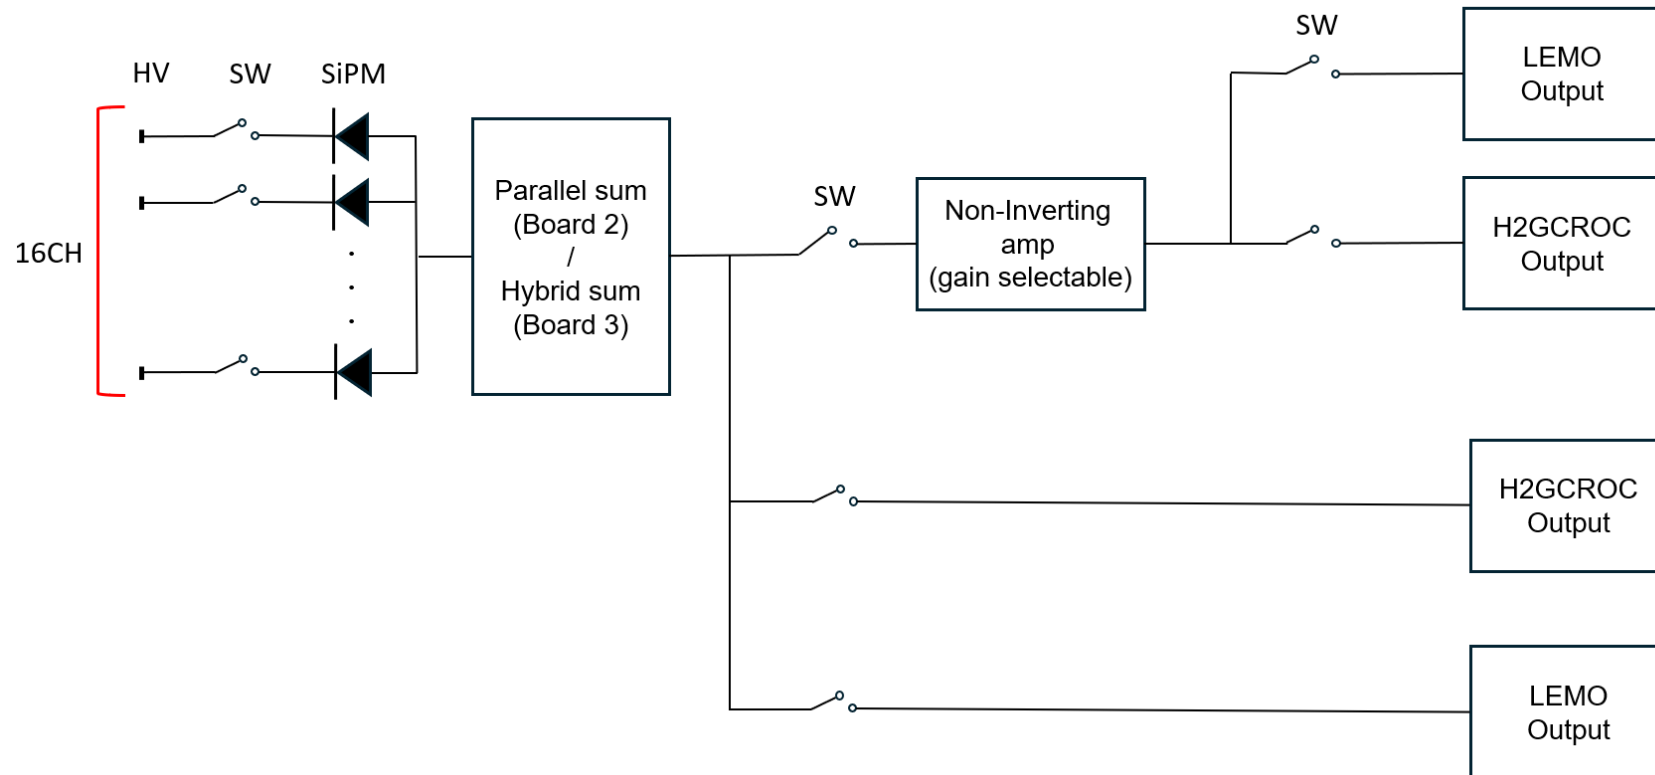 HV
SW
SiPM
16CH
Parallel sum
(Board 2)
/
Hybrid sum
(Board 3)
SW
Non-Inverting
amp
(gain selectable)
SW
LEMO
Output
H2GCROC
Output
H2GCROC
Output
LEMO
Output